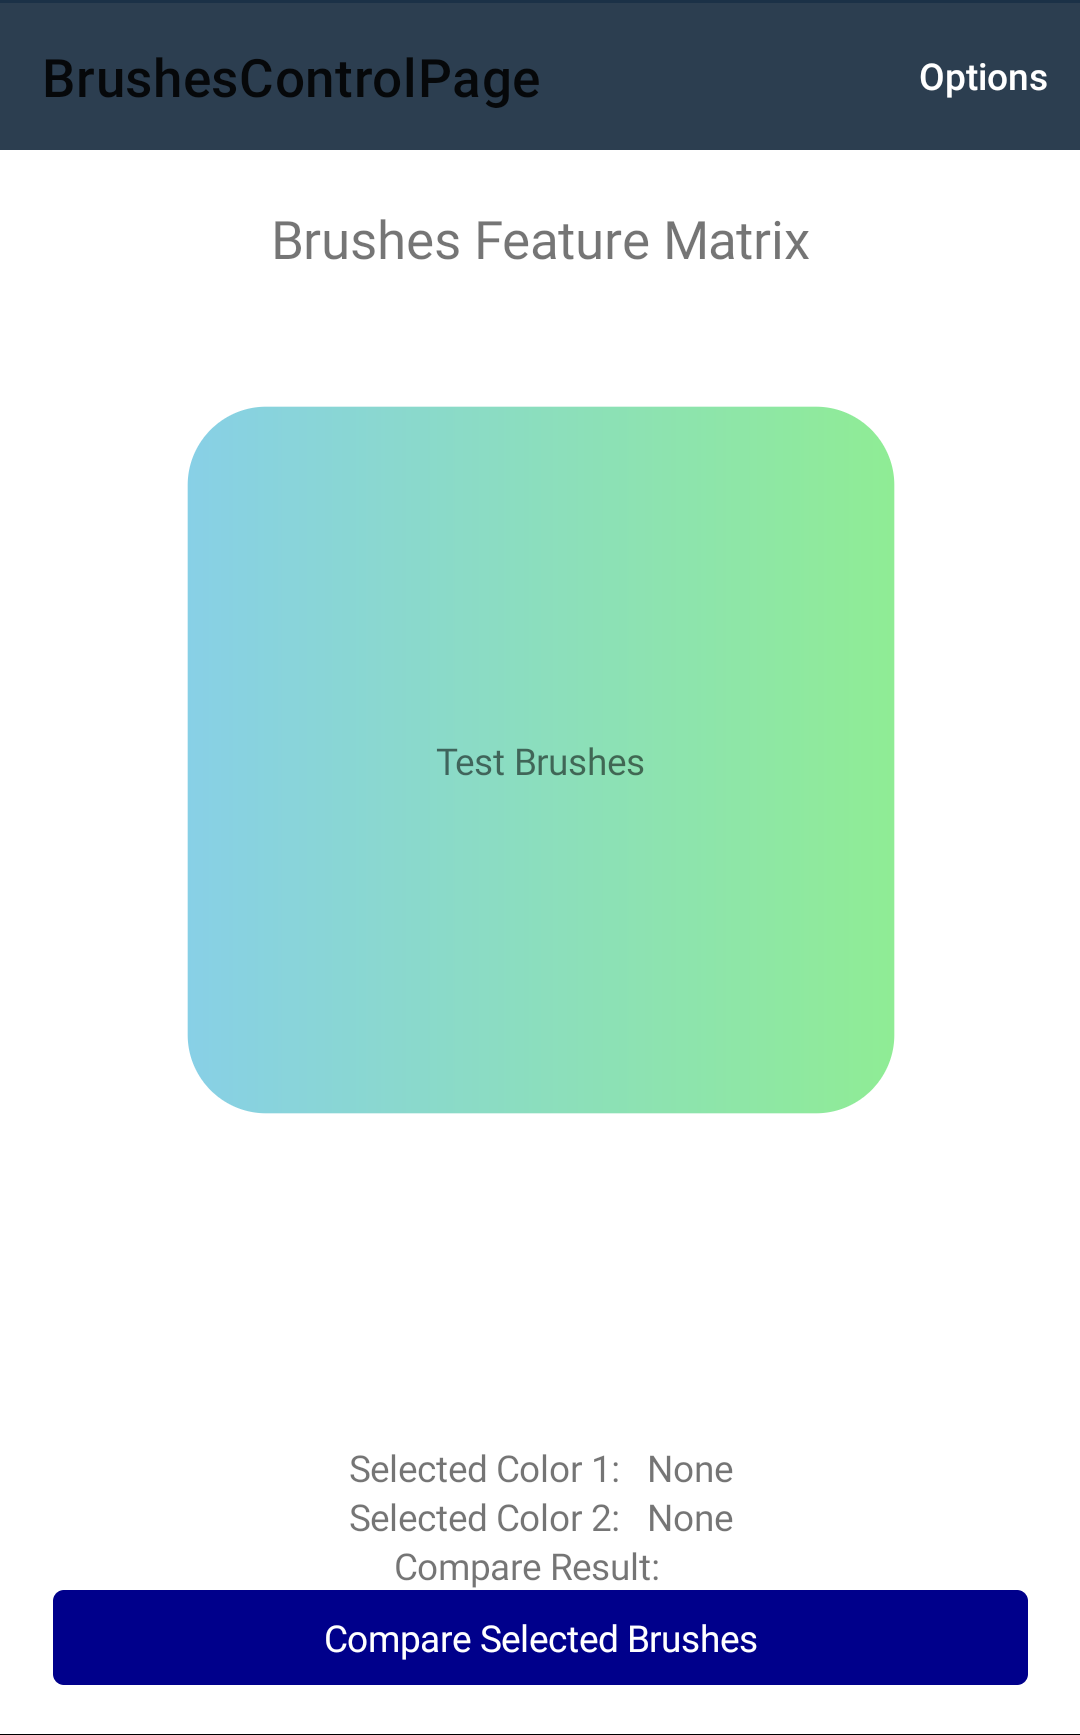 BrushesControlPage Options
Brushes Feature Matrix
Test Brushes
Selected Color 1: None
Selected Color 2: None
Compare Result:
Compare Selected Brushes